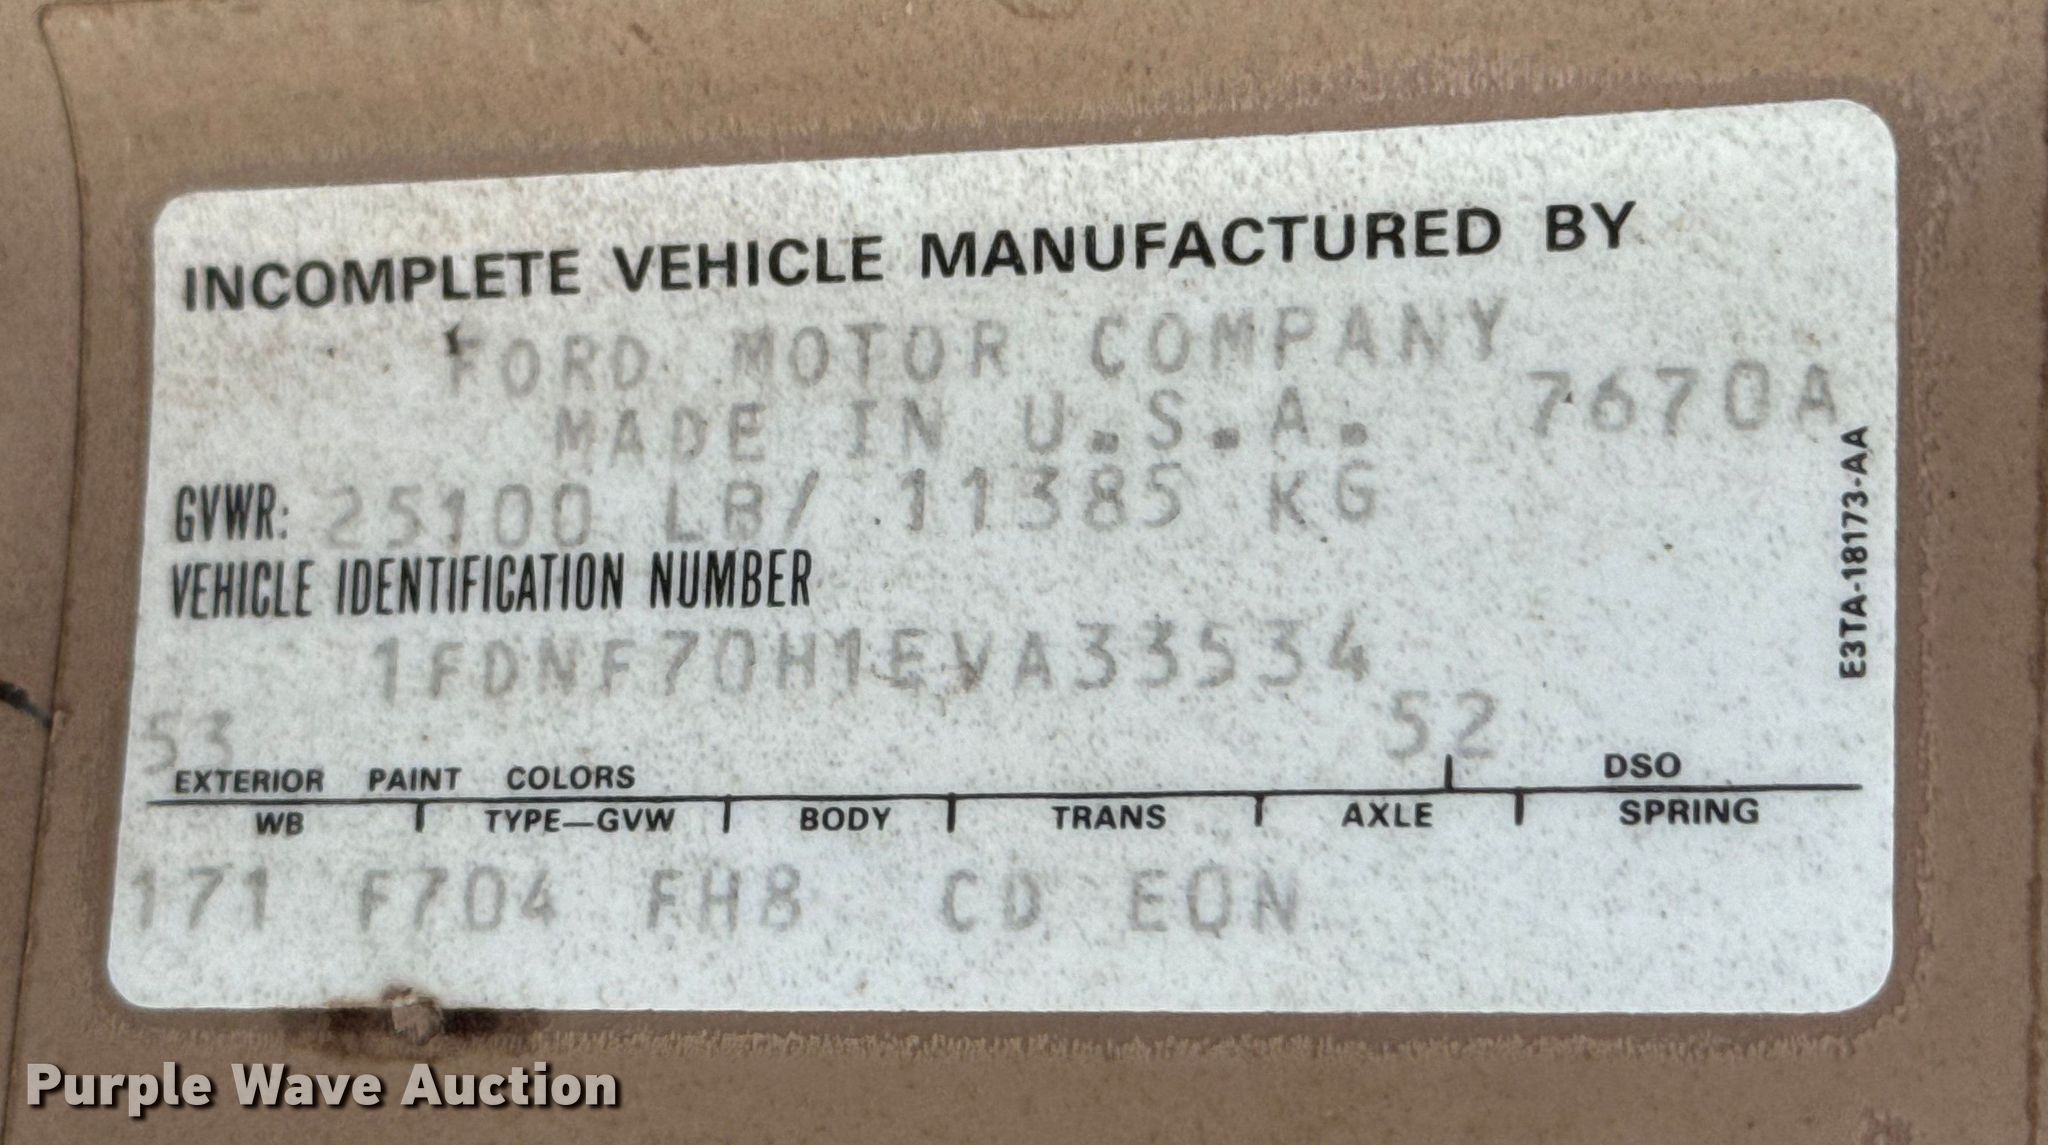 INCOMPLETE VEHICLE MANUFACTURED BY
FORD MOTOR COMPANY
MADE IN U.S.A. 7670A
GVWR: 25100 LB/ 11385 KG
VEHICLE IDENTIFICATION NUMBER
1FDNF70H1EVA33534
E3TA-18173-AA
53 52
EXTERIOR PAINT COLORS DSO
WB TYPE—GVW BODY TRANS AXLE SPRING
171 F704 FH8 CD EQN
Purple Wave Auction